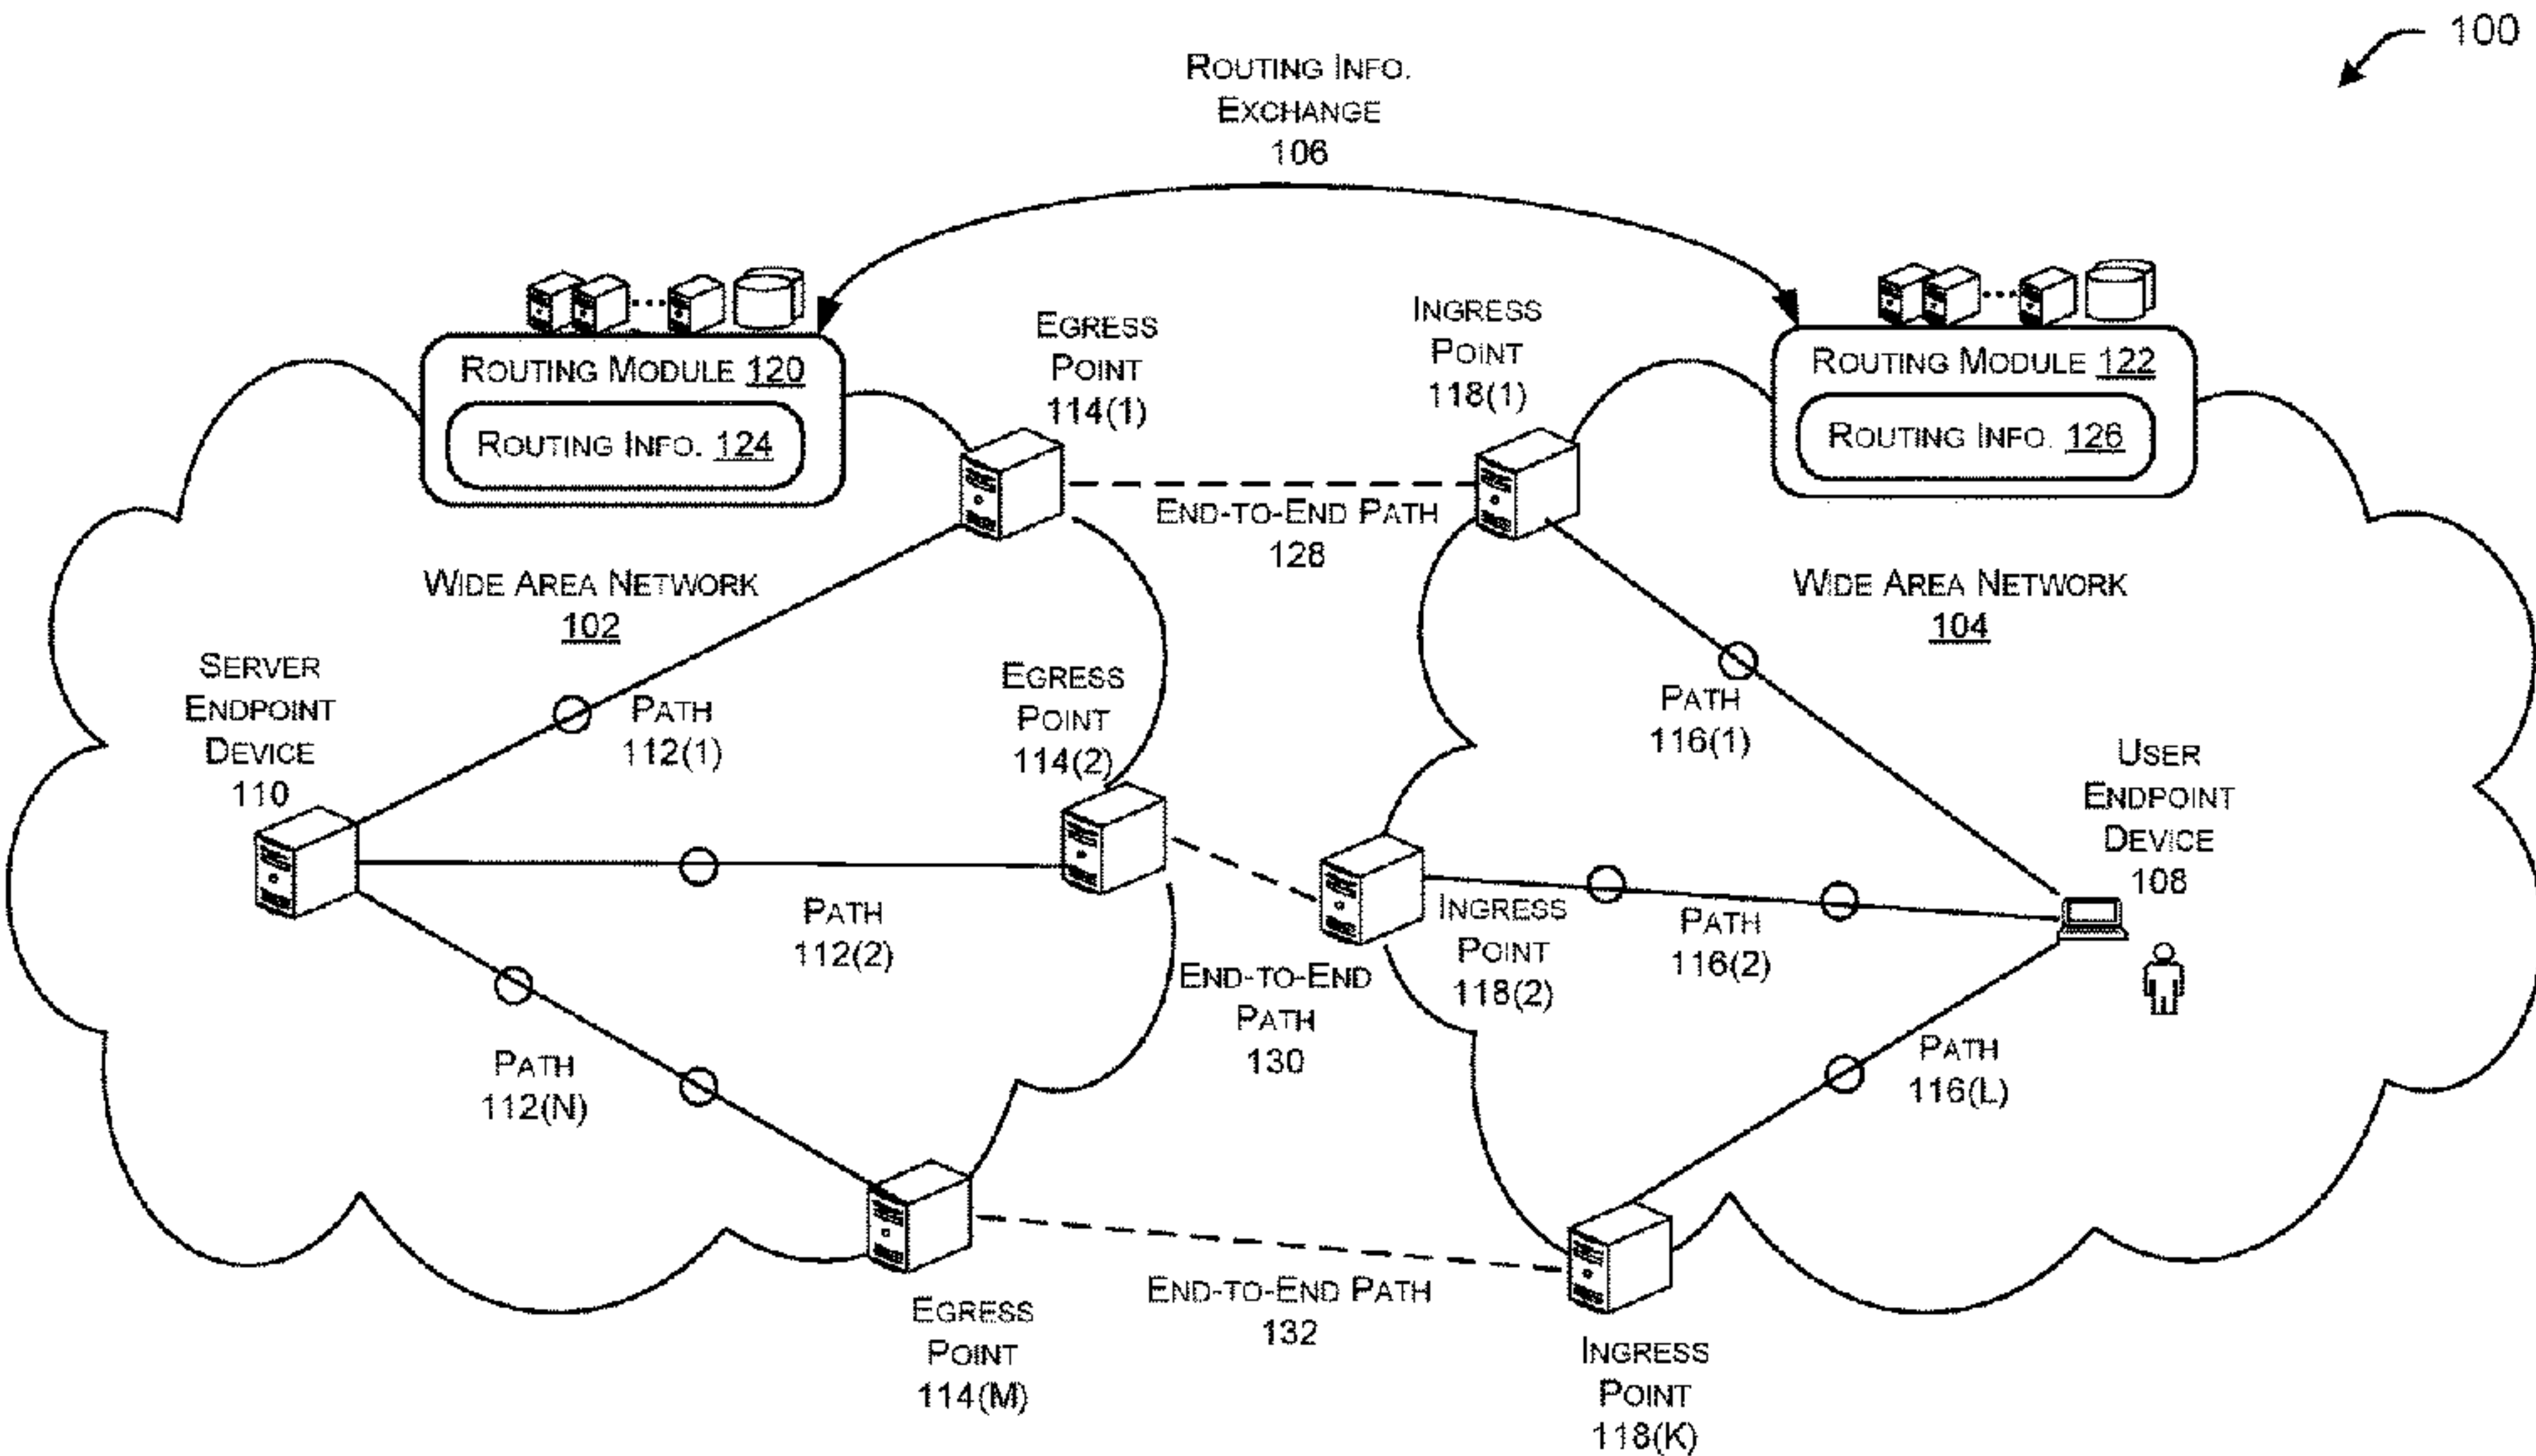 100
ROUTING INFO.
EXCHANGE
106
ROUTING MODULE 120
ROUTING INFO. 124
EGRESS
POINT
114(1)
INGRESS
POINT
118(1)
ROUTING MODULE 122
ROUTING INFO. 126
END-TO-END PATH
128
WIDE AREA NETWORK
102
WIDE AREA NETWORK
104
SERVER
ENDPOINT
DEVICE
110
PATH
112(1)
EGRESS
POINT
114(2)
PATH
116(1)
USER
ENDPOINT
DEVICE
108
PATH
112(2)
INGRESS
POINT
118(2)
PATH
116(2)
END-TO-END
PATH
130
PATH
112(N)
PATH
116(L)
END-TO-END PATH
132
EGRESS
POINT
114(M)
INGRESS
POINT
118(K)